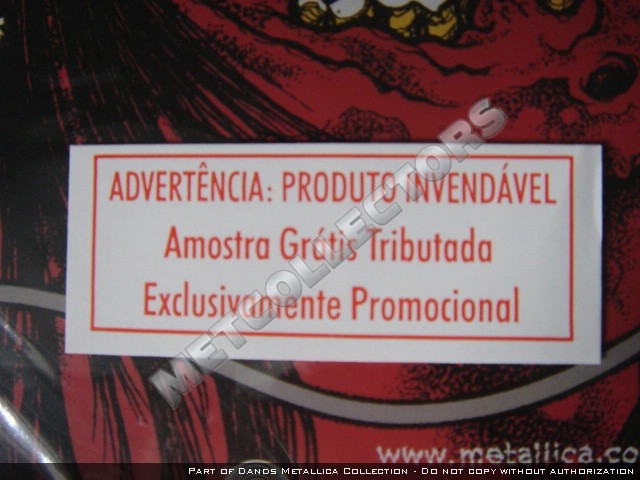 ADVERTÊNCIA: PRODUTO INVENDÁVEL
Amostra Grátis Tributada
Exclusivamente Promocional
METCOLLECTORS
www.metallica.co
Part of Danos Metallica Collection - Do not copy without authorization